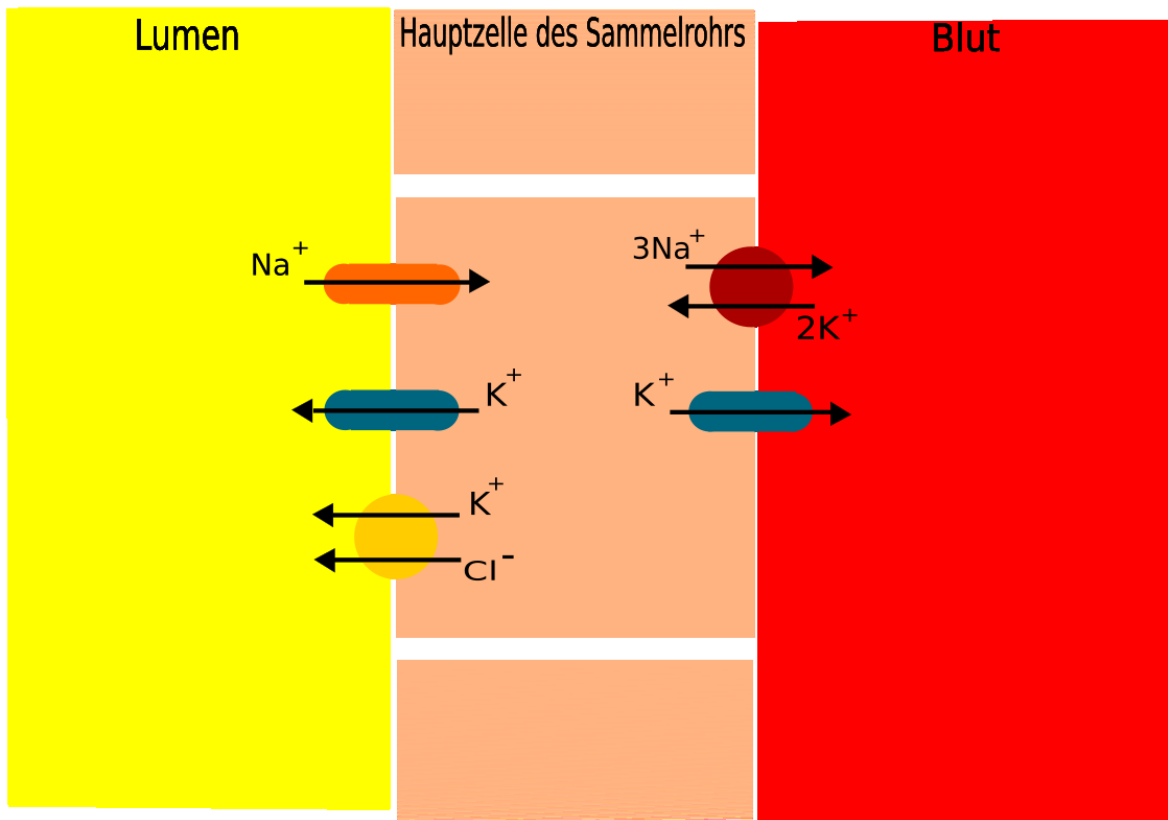 Lumen
Hauptzelle des Sammelrohrs
Blut
Na⁺
3Na⁺
2K⁺
K⁺
K⁺
K⁺
Cl⁻